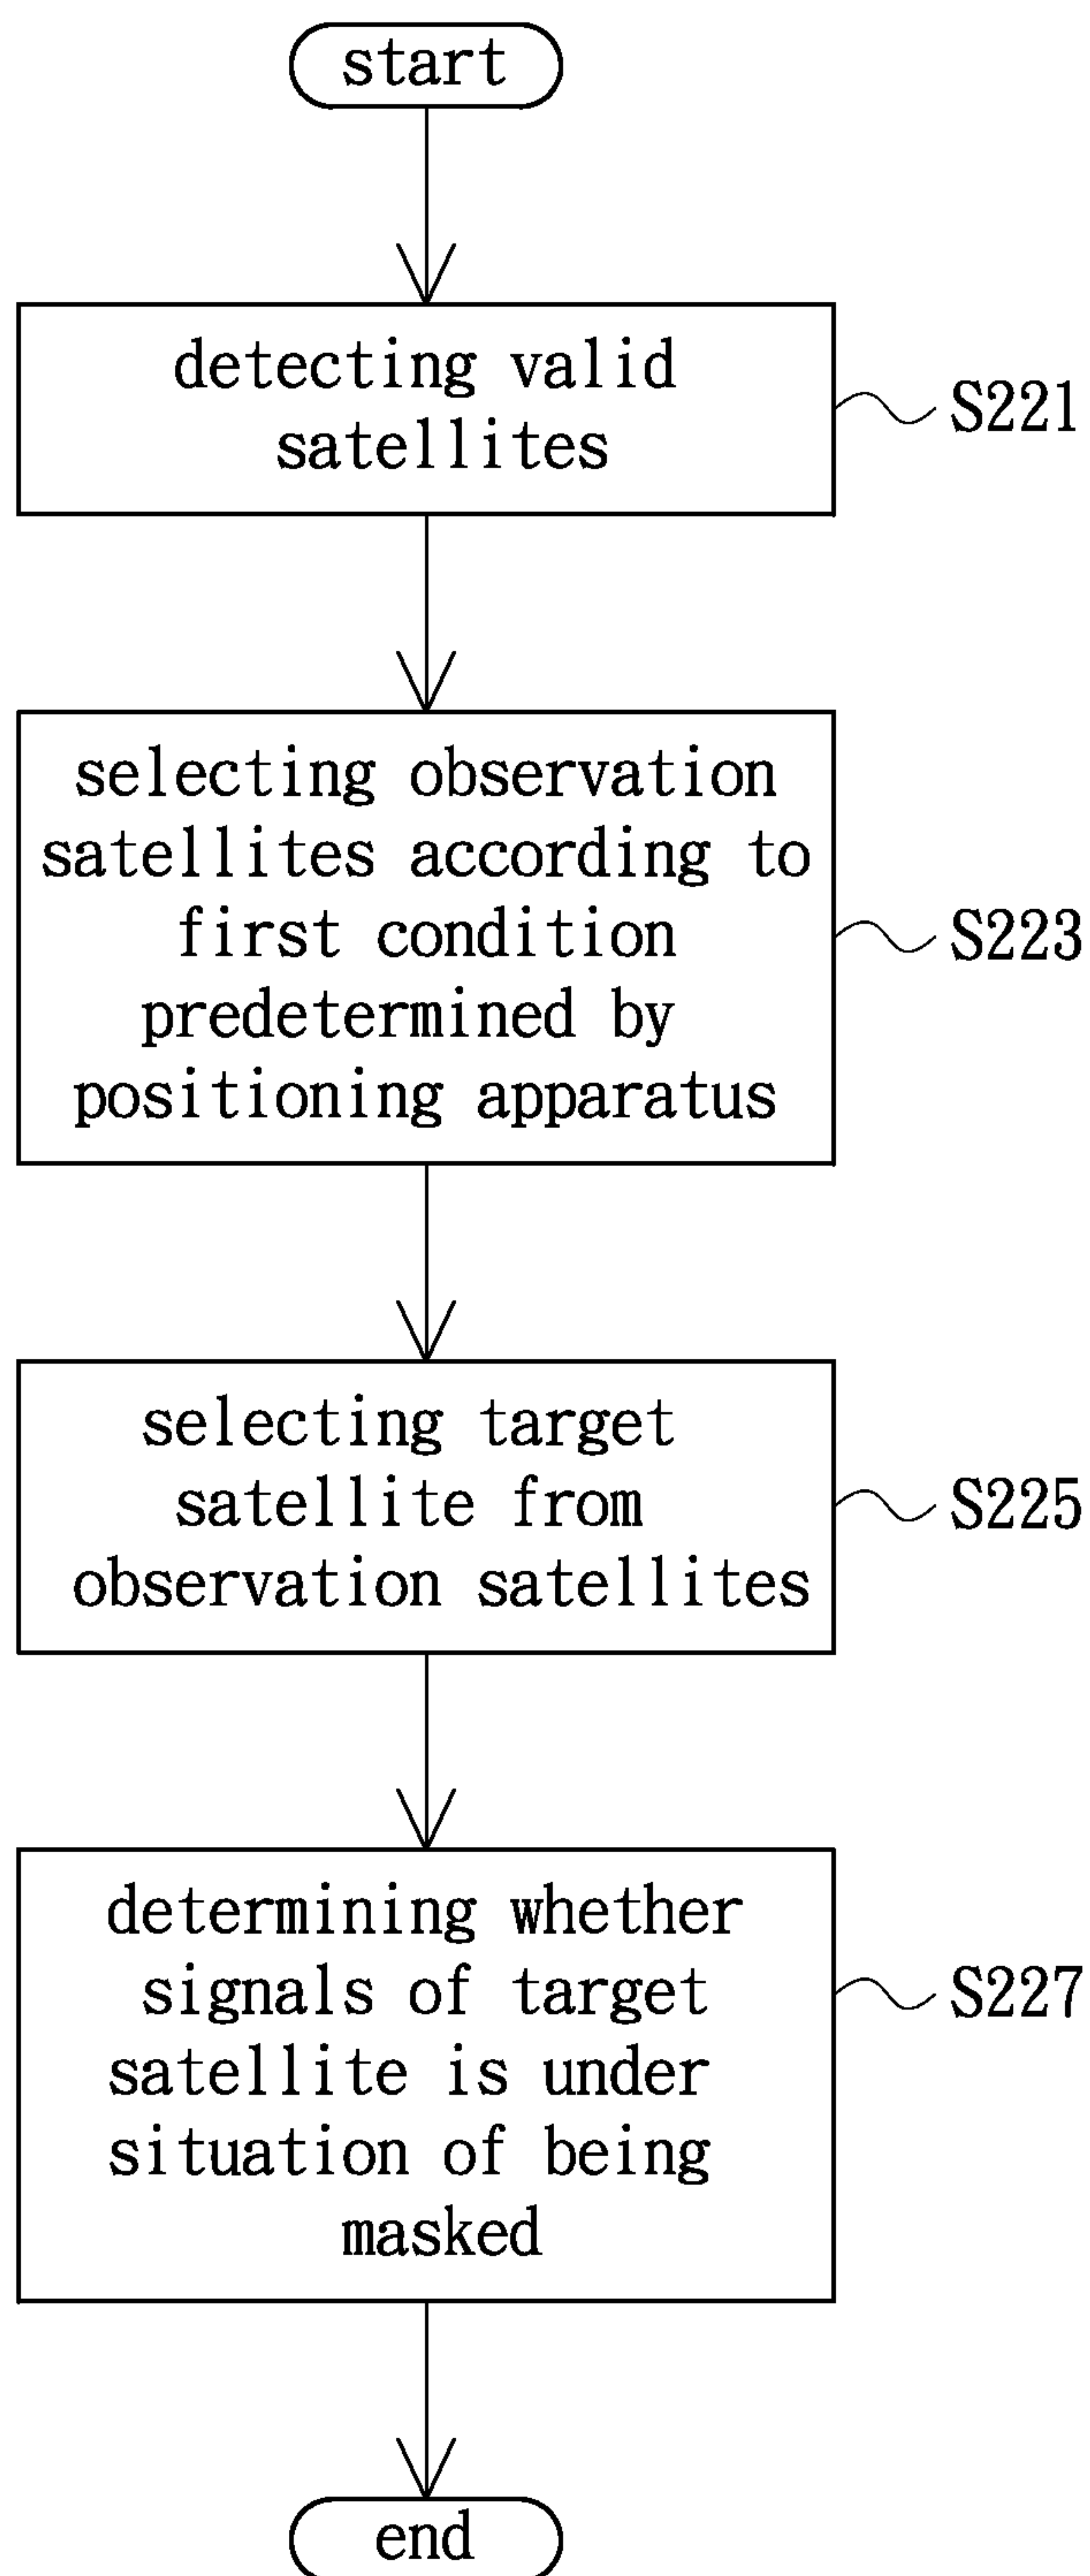 start
detecting valid
satellites
S221
selecting observation
satellites according to
first condition
predetermined by
positioning apparatus
S223
selecting target
satellite from
observation satellites
S225
determining whether
signals of target
satellite is under
situation of being
masked
S227
end